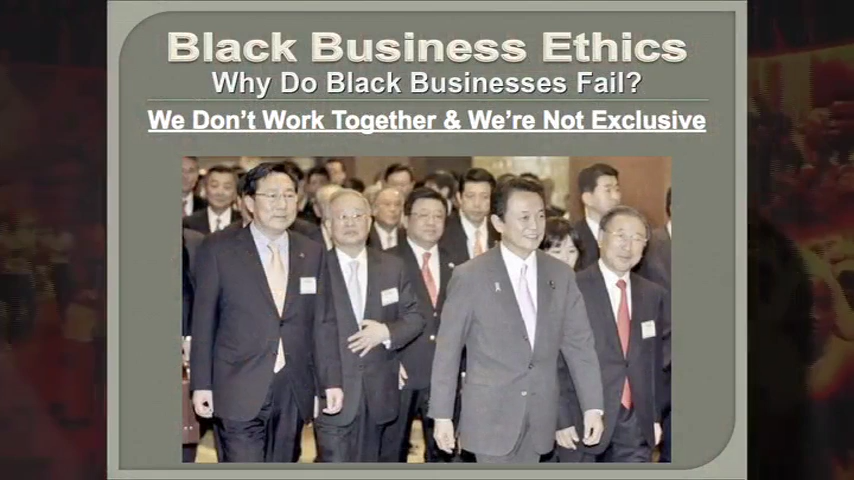 Black Business Ethics
Why Do Black Businesses Fail?
We Don't Work Together & We're Not Exclusive